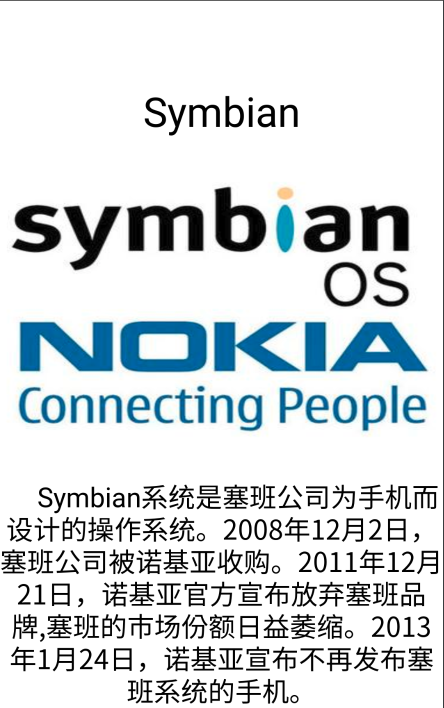 Symbian
symbian
OS
NOKIA
Connecting People
Symbian系统是塞班公司为手机而
设计的操作系统。2008年12月2日，
塞班公司被诺基亚收购。2011年12月
21日，诺基亚官方宣布放弃塞班品
牌,塞班的市场份额日益萎缩。2013
年1月24日，诺基亚宣布不再发布塞
班系统的手机。